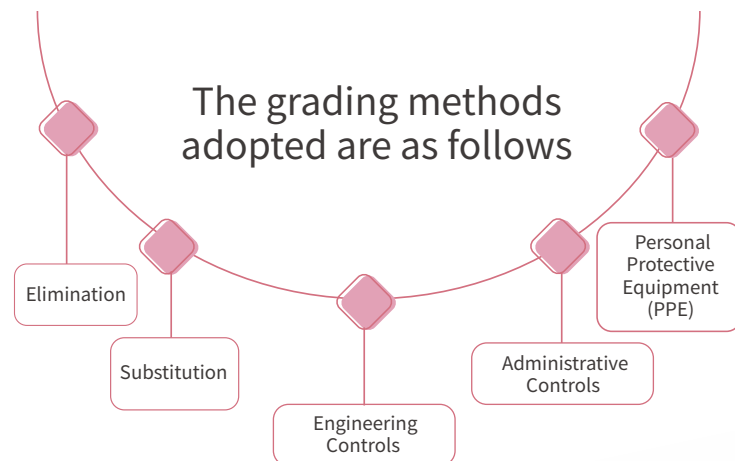 The grading methods
adopted are as follows
Elimination
Substitution
Engineering
Controls
Administrative
Controls
Personal
Protective
Equipment
(PPE)